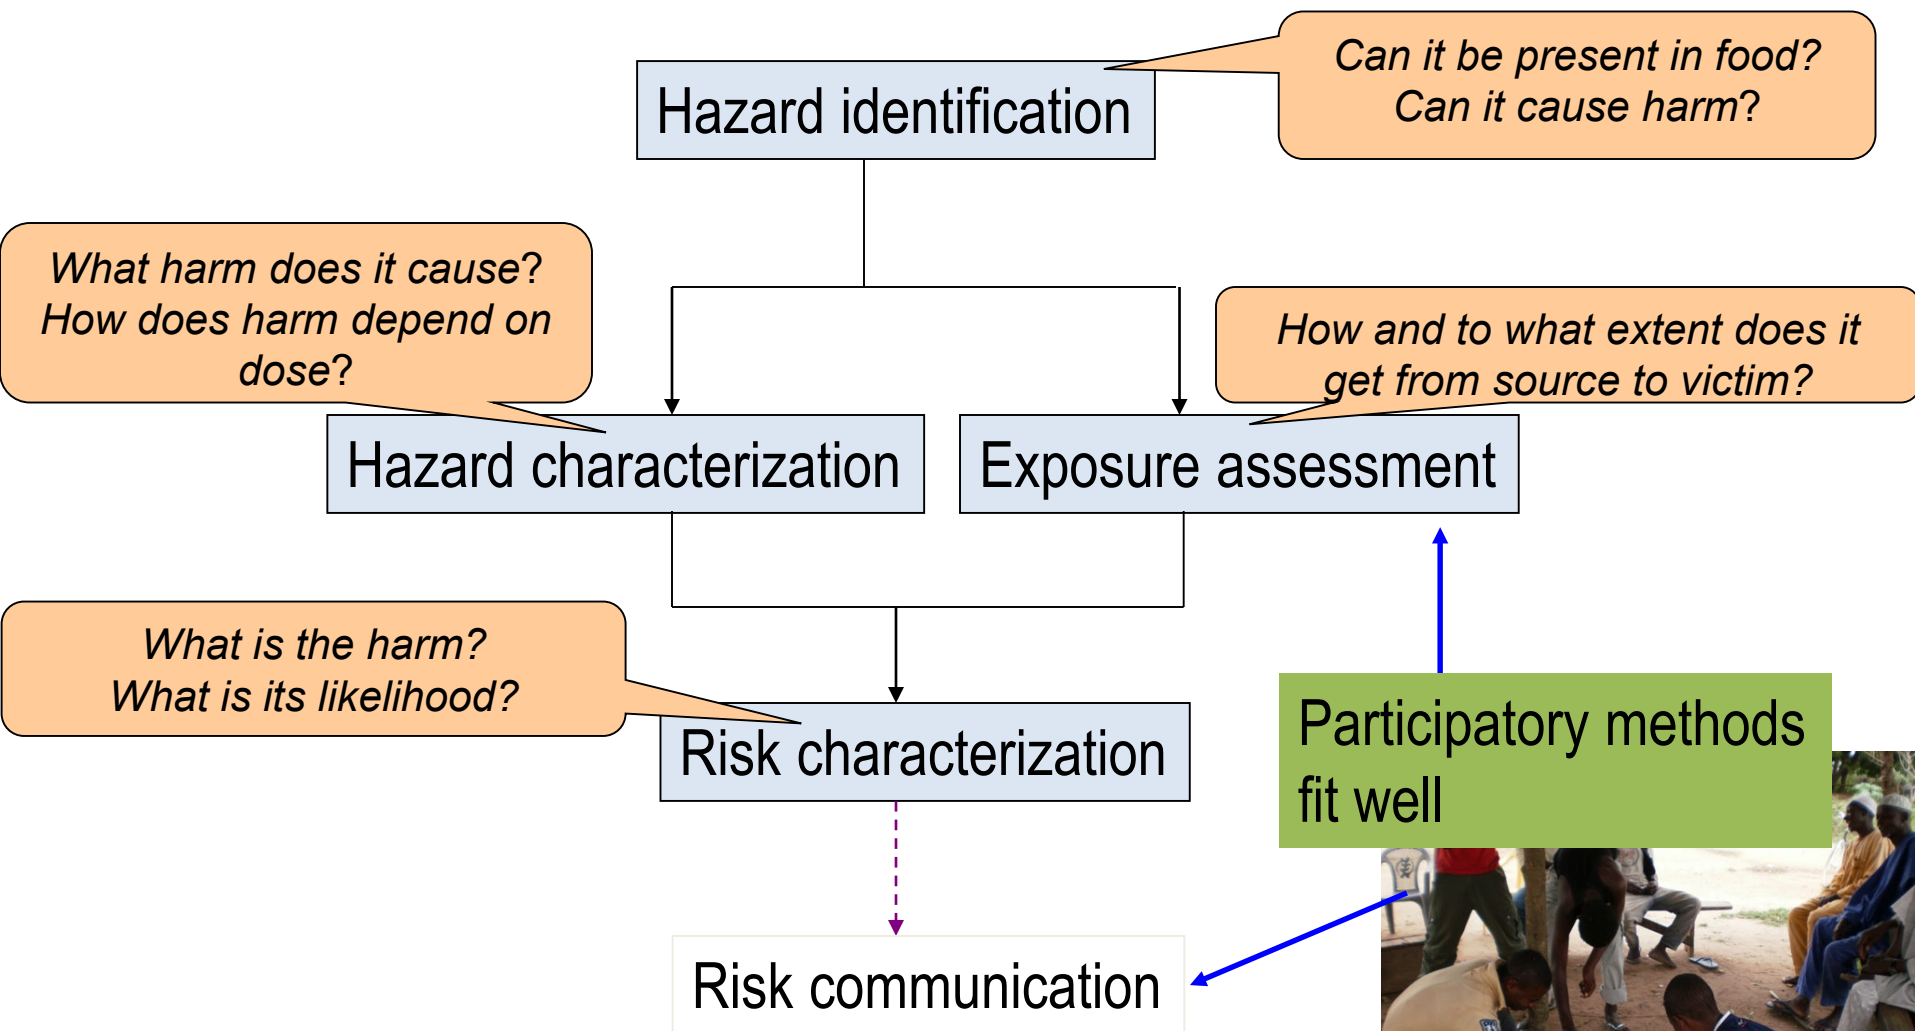 Can it be present in food?
Can it cause harm?
Hazard identification
What harm does it cause?
How does harm depend on
dose?
How and to what extent does it
get from source to victim?
Hazard characterization
Exposure assessment
What is the harm?
What is its likelihood?
Risk characterization
Participatory methods
fit well
Risk communication